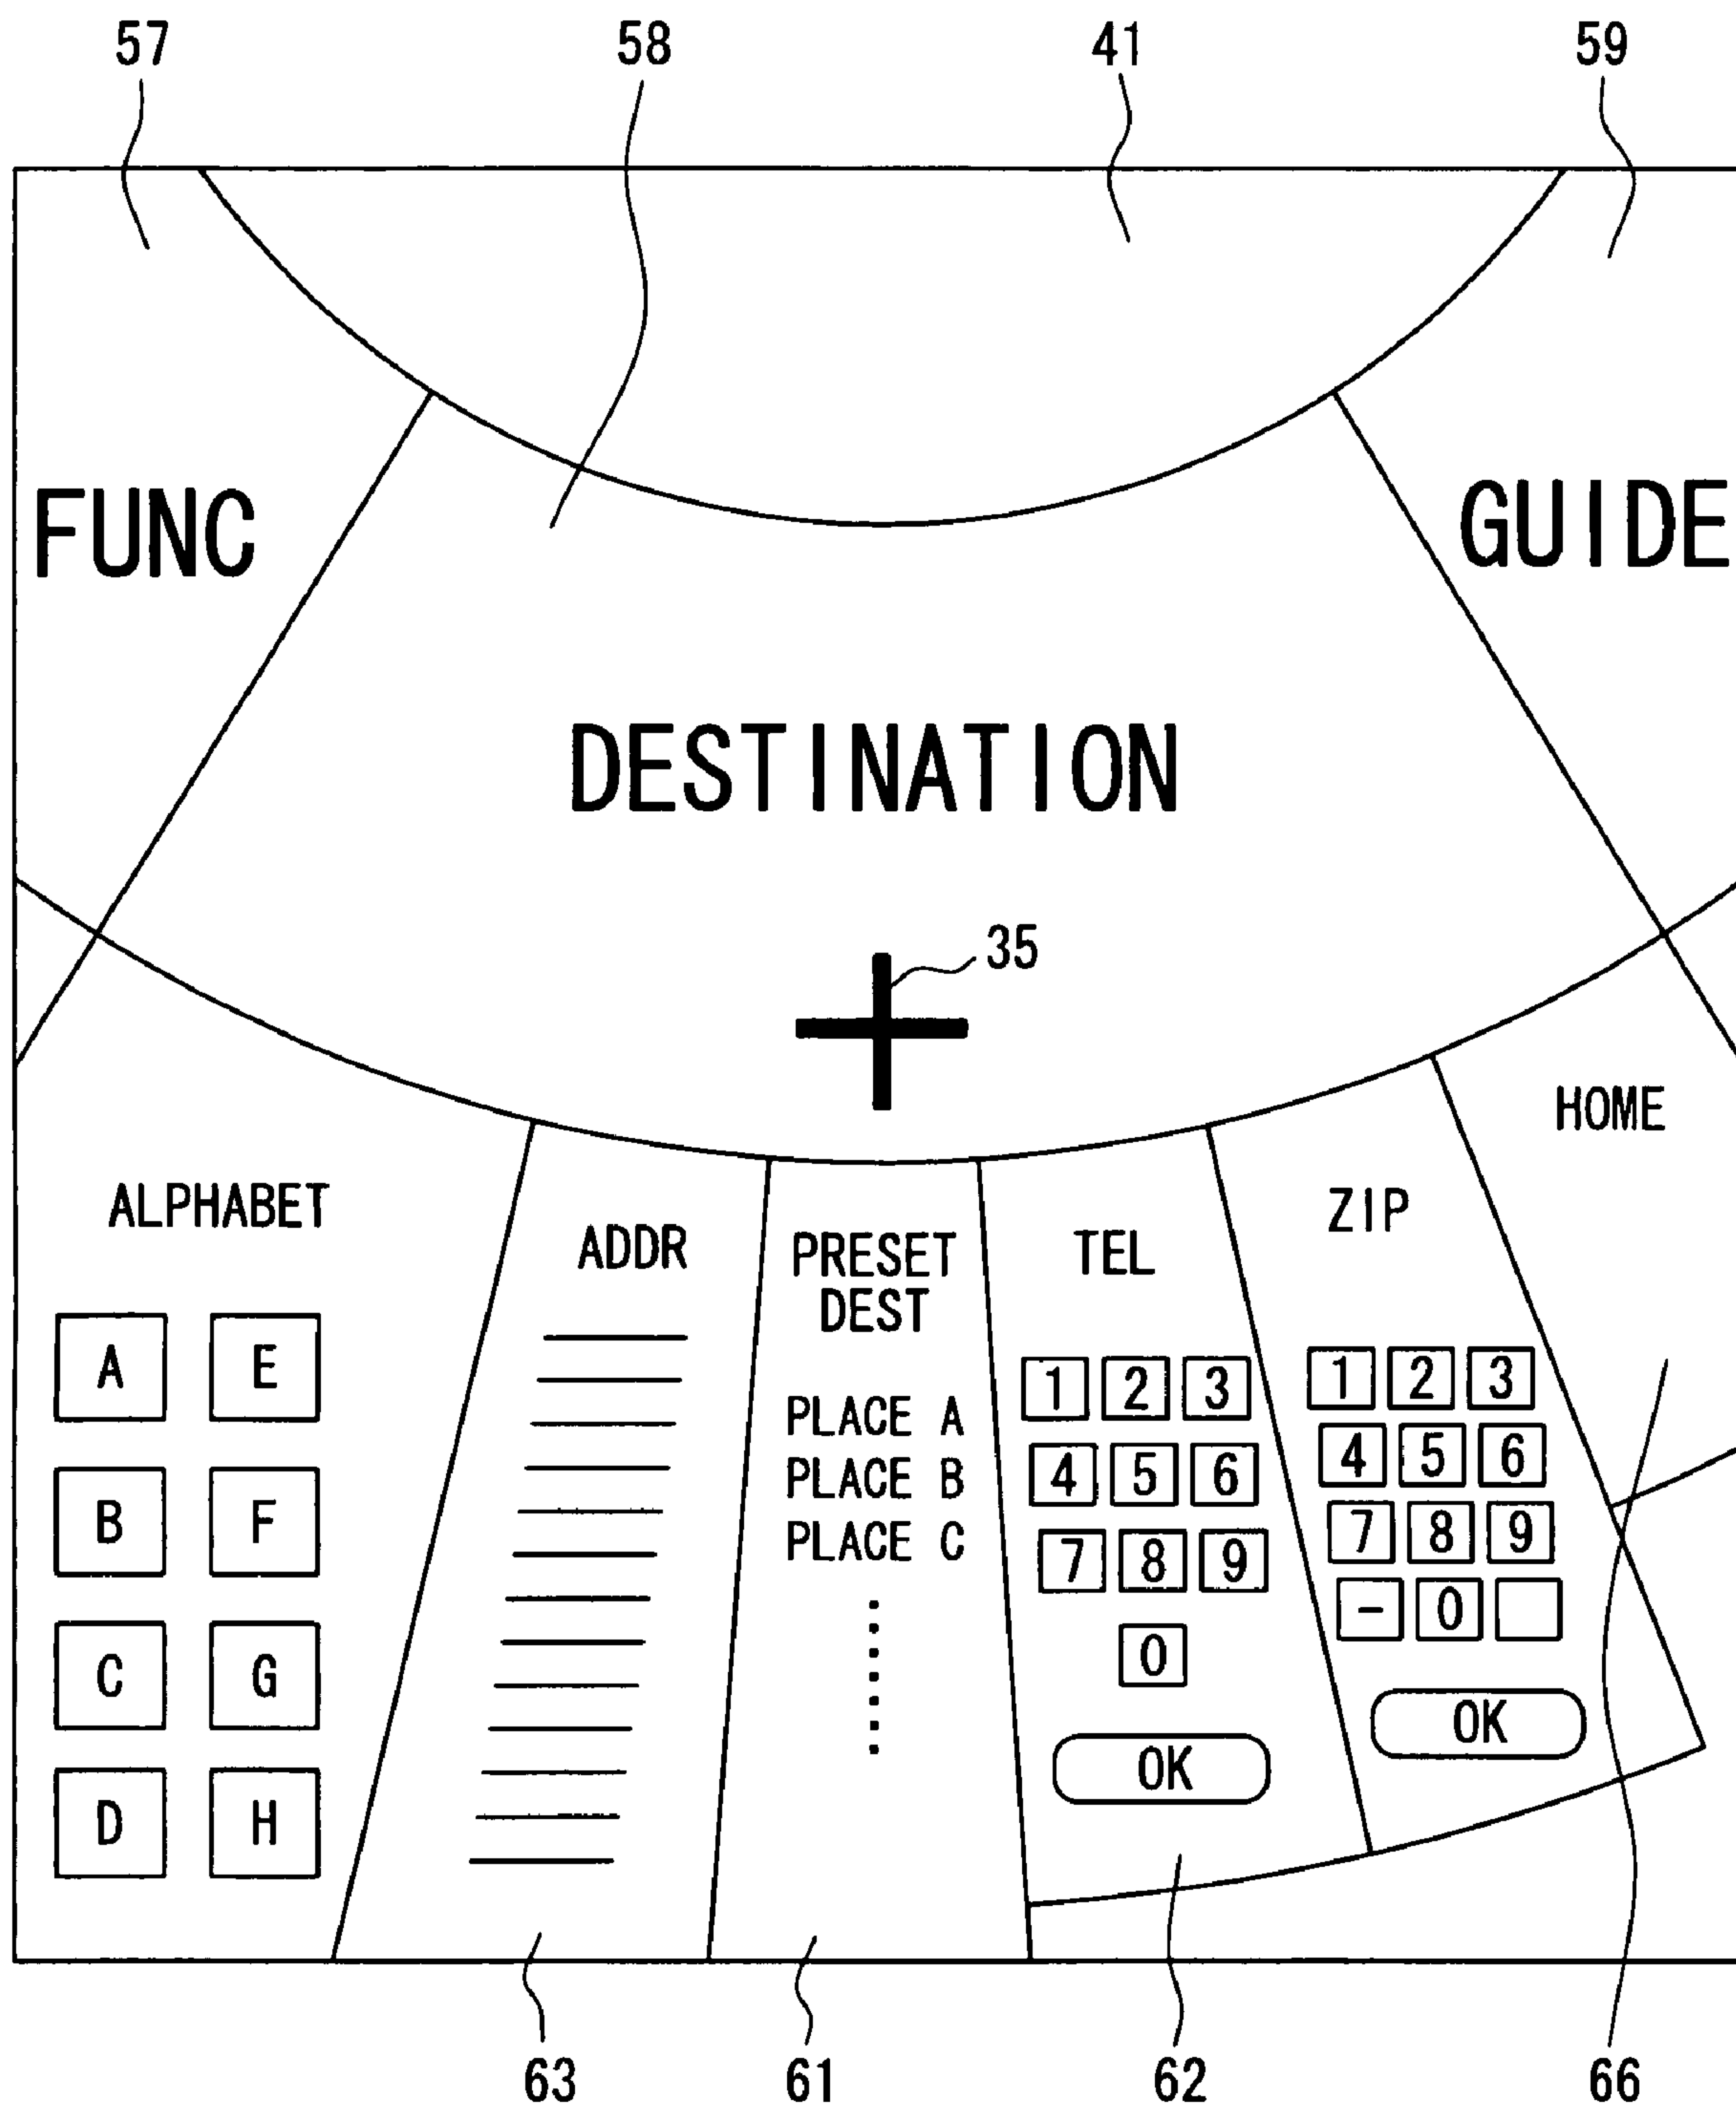 57 58 41 59
FUNC
GUIDE
DESTINATION
35
HOME
ALPHABET
A E
B F
C G
D H
ADDR
PRESET
DEST
PLACE A
PLACE B
PLACE C
TEL
1 2 3
4 5 6
7 8 9
0
OK
ZIP
1 2 3
4 5 6
7 8 9
- 0
OK
63 61 62 66